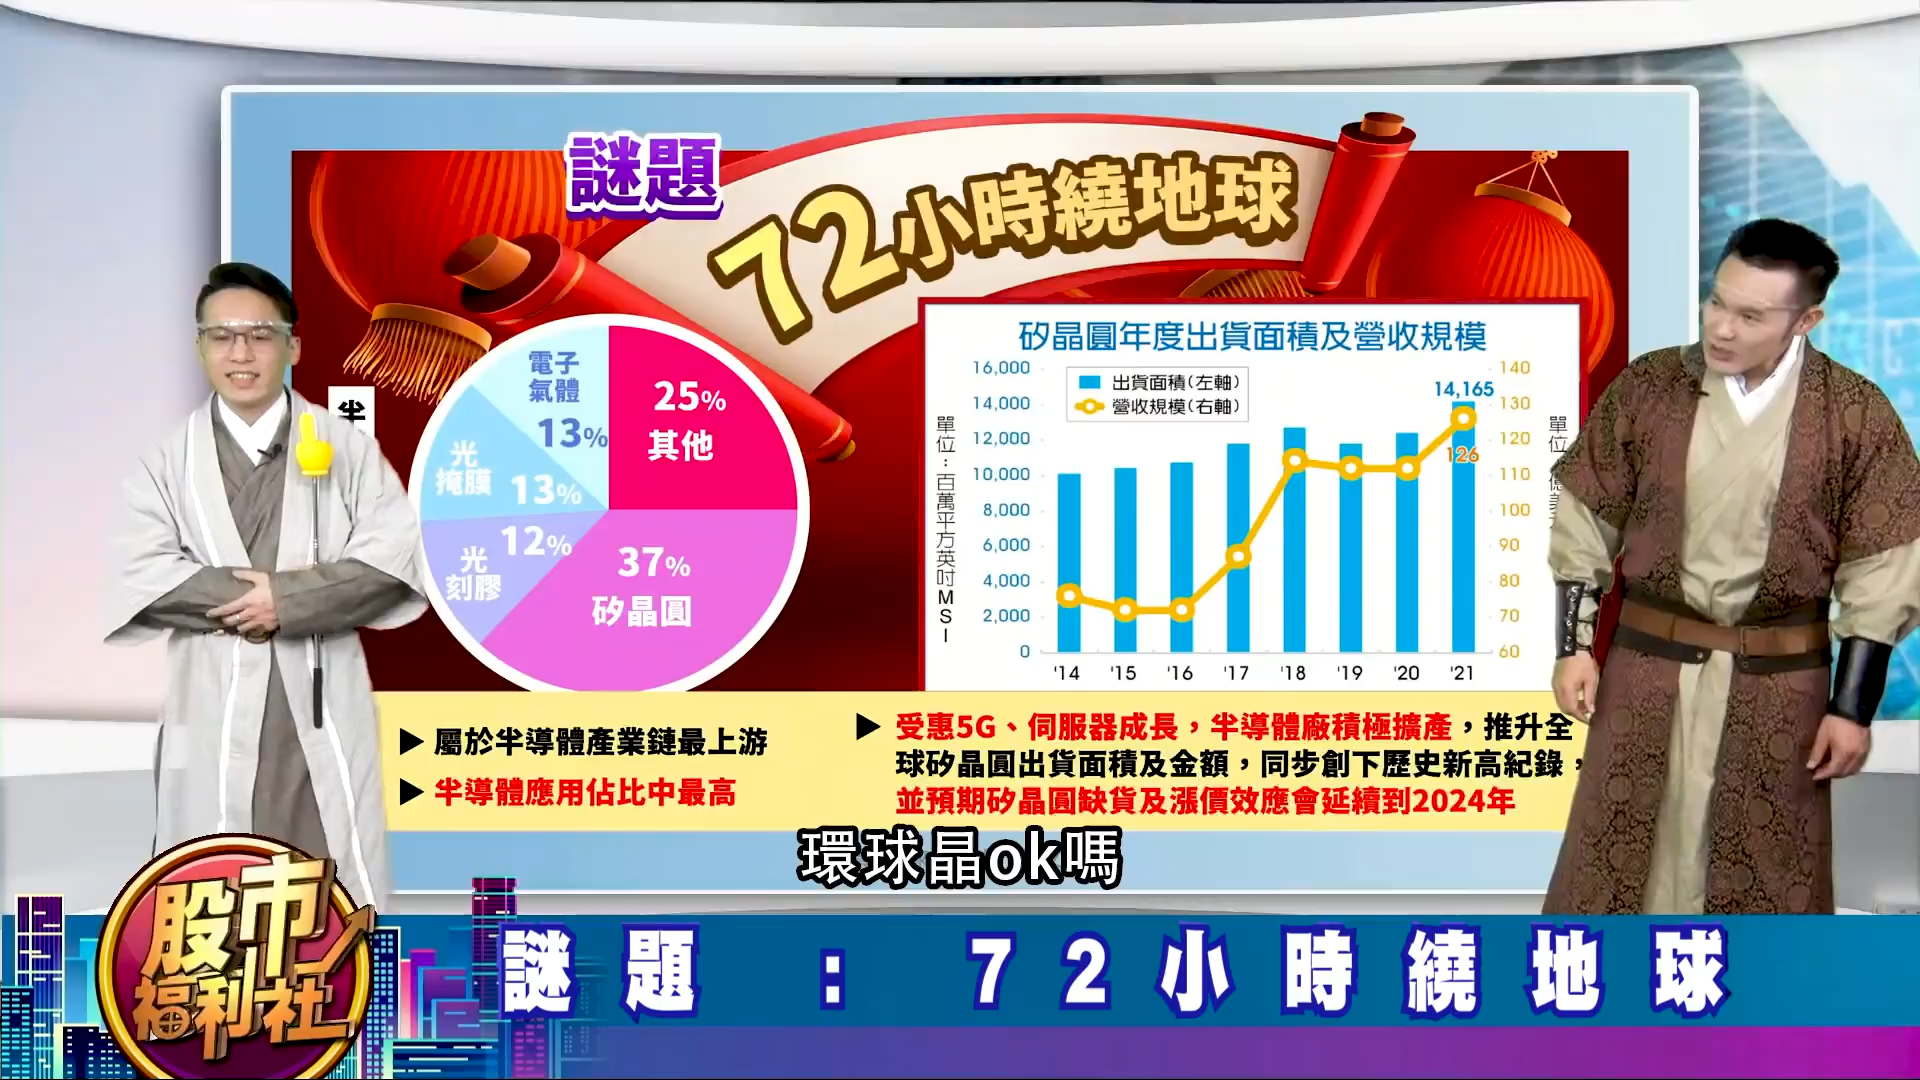 謎題
72小時繞地球
半
電子
氣體
13%
25%
其他
光
掩膜
13%
光
刻膠
12%
37%
矽晶圓
矽晶圓年度出貨面積及營收規模
出貨面積(左軸)
營收規模(右軸)
單位:百萬平方英吋MSI
16,000
14,000
12,000
10,000
8,000
6,000
4,000
2,000
0
14,165
126
140
130
120
110
100
90
80
70
60
單位
'14 '15 '16 '17 '18 '19 '20 '21
▶ 屬於半導體產業鏈最上游
▶ 半導體應用佔比中最高
▶ 受惠5G、伺服器成長,半導體廠積極擴產,推升全
球矽晶圓出貨面積及金額,同步創下歷史新高紀錄,
並預期矽晶圓缺貨及漲價效應會延續到2024年
環球晶ok嗎
股市
福利社
謎題:72小時繞地球